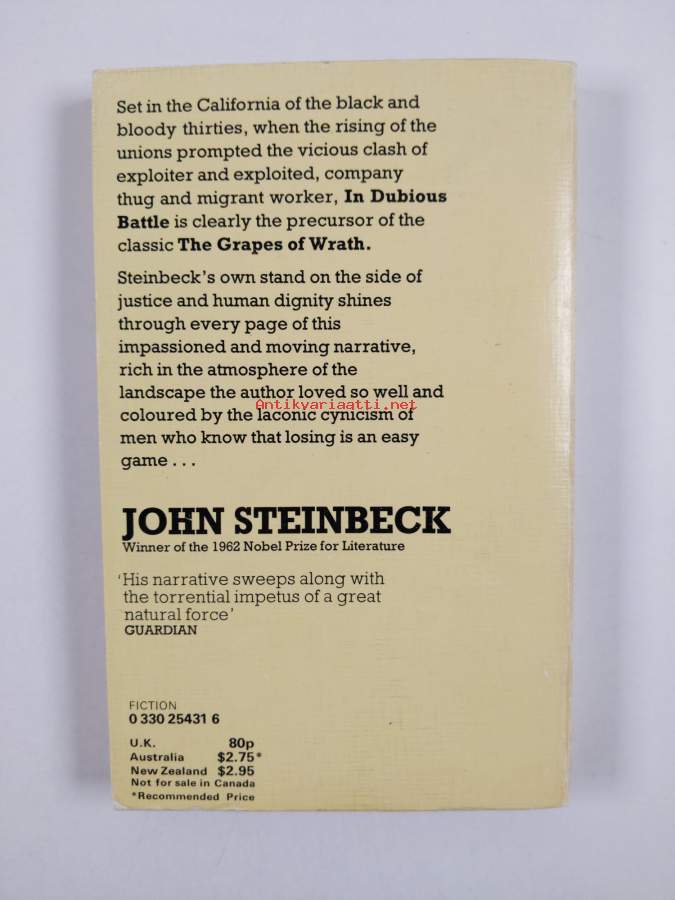 Set in the California of the black and
bloody thirties, when the rising of the
unions prompted the vicious clash of
exploiter and exploited, company
thug and migrant worker, In Dubious
Battle is clearly the precursor of the
classic The Grapes of Wrath.
Steinbeck's own stand on the side of
justice and human dignity shines
through every page of this
impassioned and moving narrative,
rich in the atmosphere of the
landscape the author loved so well and
Antikvariaatti.net
coloured by the laconic cynicism of
men who know that losing is an easy
game . . .
JOHN STEINBECK
Winner of the 1962 Nobel Prize for Literature
'His narrative sweeps along with
the torrential impetus of a great
natural force'
GUARDIAN
FICTION
0 330 25431 6
U.K. 80p
Australia $2.75*
New Zealand $2.95
Not for sale in Canada
*Recommended Price